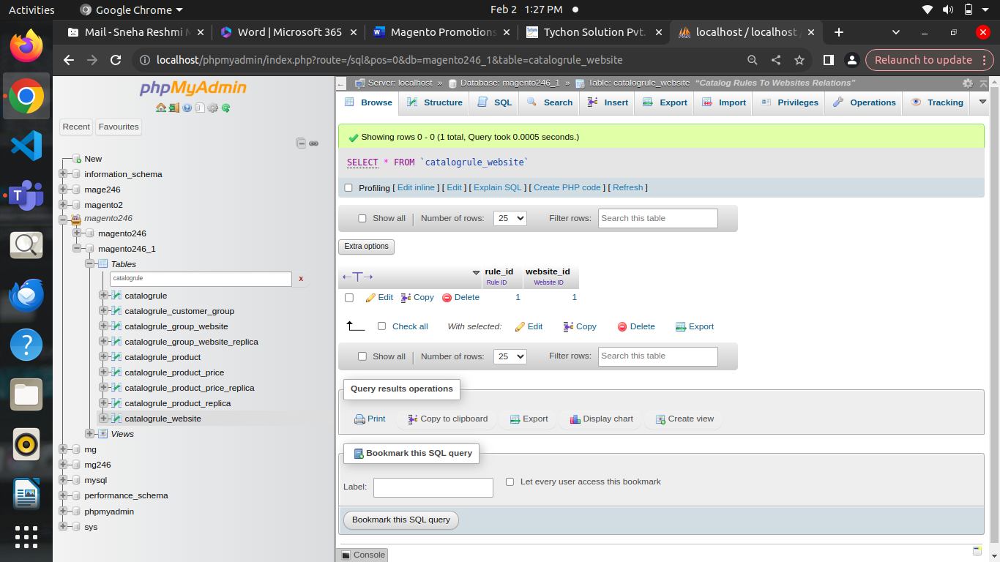 Activities Google Chrome Feb 2 1:27 PM
Mail - Sneha Reshmi M Word | Microsoft 365 Magento Promotions Tychon Solution Pvt. localhost / localhost
localhost/phpmyadmin/index.php?route=/sql&pos=0&db=magento246_1&table=catalogrule_website Relaunch to update
phpMyAdmin
Recent Favourites
New
information_schema
mage246
magento2
magento246
magento246
magento246_1
Tables
catalogrule x
catalogrule
catalogrule_customer_group
catalogrule_group_website
catalogrule_group_website_replica
catalogrule_product
catalogrule_product_price
catalogrule_product_price_replica
catalogrule_product_replica
catalogrule_website
Views
mg
mg246
mysql
performance_schema
phpmyadmin
sys
Server: localhost » Database: magento246_1 » Table: catalogrule_website "Catalog Rules To Websites Relations"
Browse Structure SQL Search Insert Export Import Privileges Operations Tracking
Showing rows 0 - 0 (1 total, Query took 0.0005 seconds.)
SELECT * FROM `catalogrule_website`
Profiling [ Edit inline ] [ Edit ] [ Explain SQL ] [ Create PHP code ] [ Refresh ]
Show all Number of rows: 25 Filter rows: Search this table
Extra options
←T→ rule_id website_id
Rule ID Website ID
Edit Copy Delete 1 1
Check all With selected: Edit Copy Delete Export
Show all Number of rows: 25 Filter rows: Search this table
Query results operations
Print Copy to clipboard Export Display chart Create view
Bookmark this SQL query
Label: Let every user access this bookmark
Bookmark this SQL query
Console